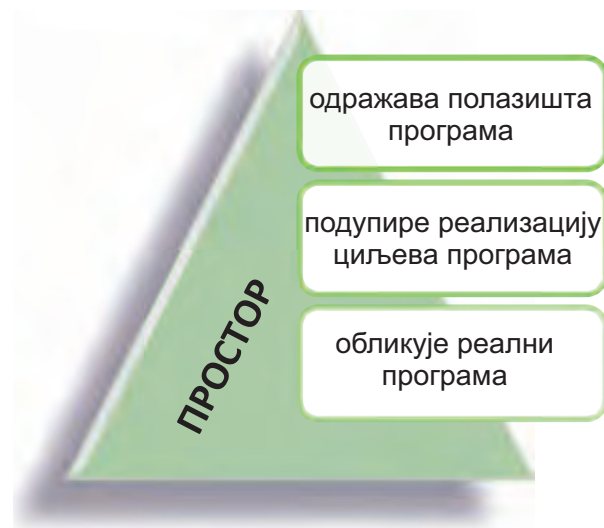 одражава полазишта
програма
подупире реализацију
циљева програма
обликује реални
програма
ПРОСТОР